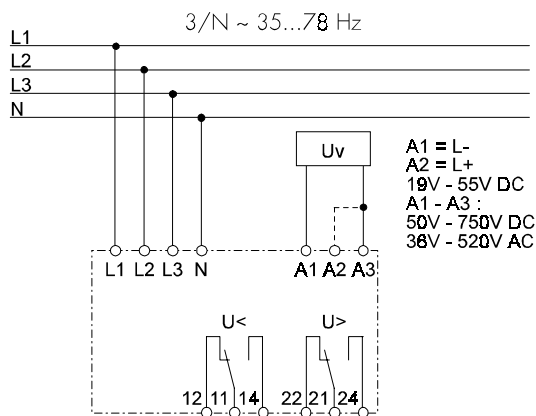 3/N ~ 35...78 Hz
L1
L2
L3
N
Uv
A1 = L-
A2 = L+
19V - 55V DC
A1 - A3 :
50V - 750V DC
36V - 520V AC
L1 L2 L3 N A1 A2 A3
U< U>
12 11 14 22 21 24